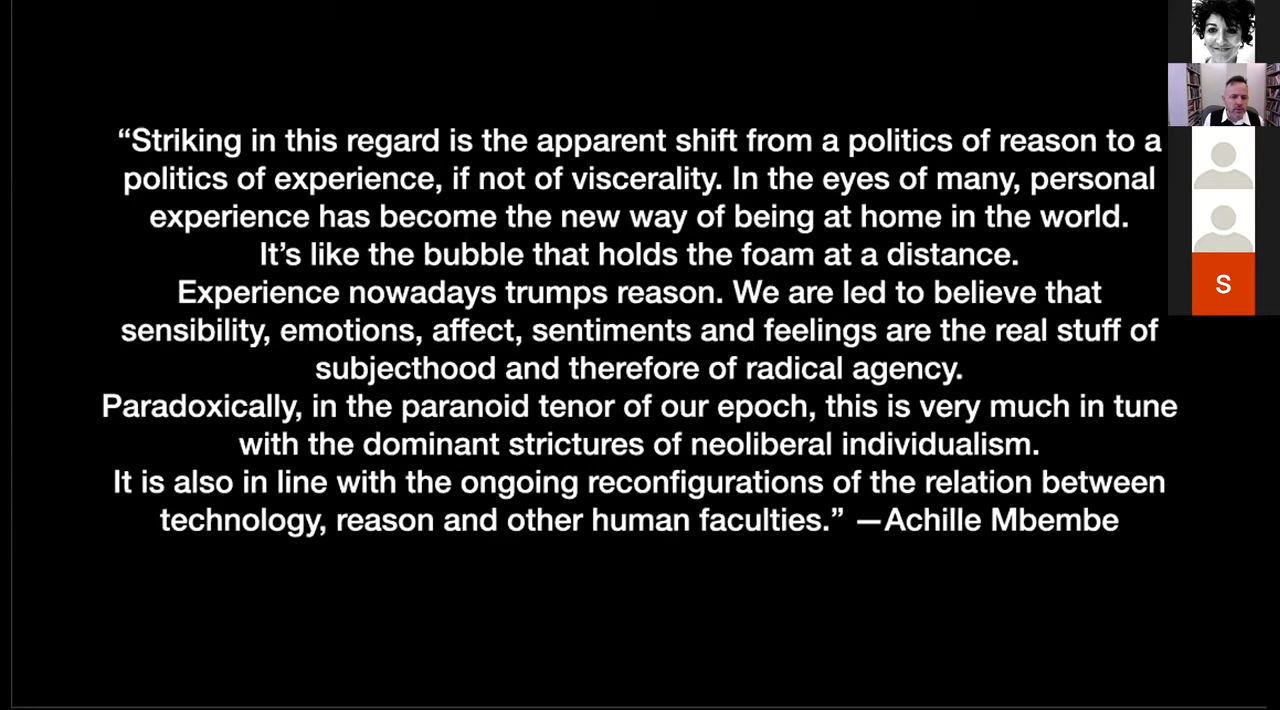 “Striking in this regard is the apparent shift from a politics of reason to a
politics of experience, if not of viscerality. In the eyes of many, personal
experience has become the new way of being at home in the world.
It’s like the bubble that holds the foam at a distance.
Experience nowadays trumps reason. We are led to believe that
sensibility, emotions, affect, sentiments and feelings are the real stuff of
subjecthood and therefore of radical agency.
Paradoxically, in the paranoid tenor of our epoch, this is very much in tune
with the dominant strictures of neoliberal individualism.
It is also in line with the ongoing reconfigurations of the relation between
technology, reason and other human faculties.” —Achille Mbembe
S